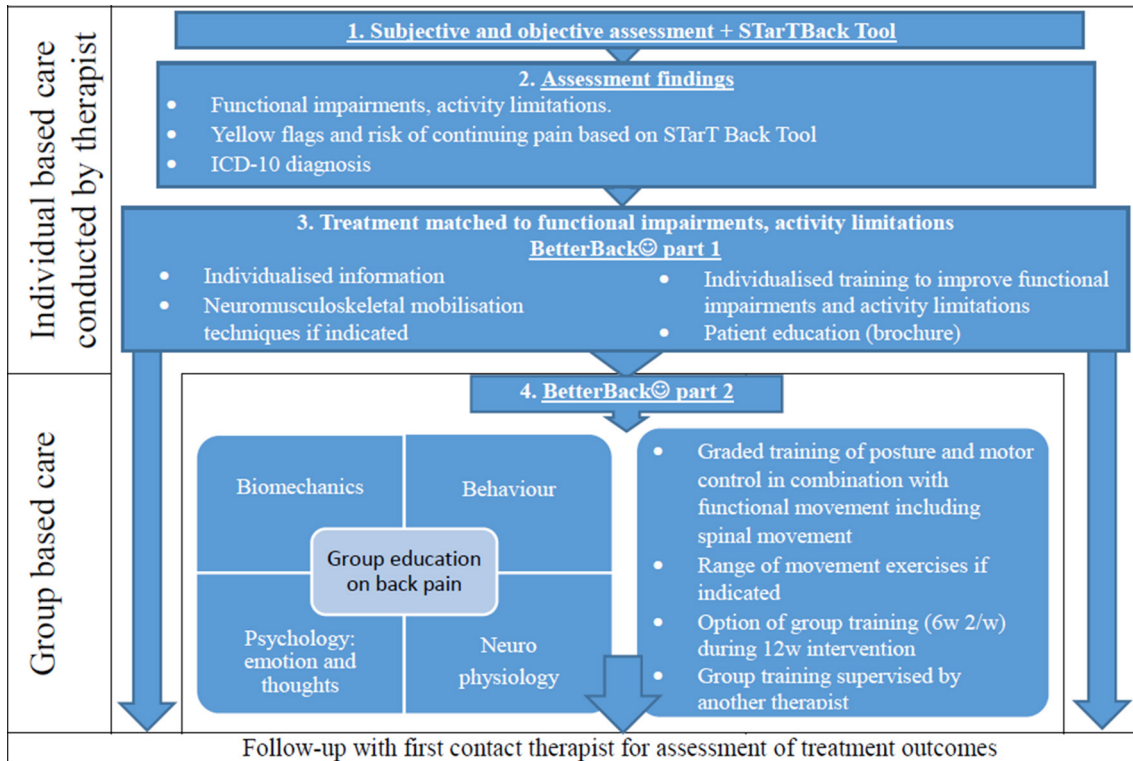 Individual based care
conducted by therapist
1. Subjective and objective assessment + STarTBack Tool
2. Assessment findings
• Functional impairments, activity limitations.
• Yellow flags and risk of continuing pain based on STarT Back Tool
• ICD-10 diagnosis
3. Treatment matched to functional impairments, activity limitations
BetterBack☺ part 1
• Individualised information
• Neuromusculoskeletal mobilisation
techniques if indicated
• Individualised training to improve functional
impairments and activity limitations
• Patient education (brochure)
Group based care
4. BetterBack☺ part 2
Biomechanics
Behaviour
Group education
on back pain
Psychology:
emotion and
thoughts
Neuro
physiology
• Graded training of posture and motor
control in combination with
functional movement including
spinal movement
• Range of movement exercises if
indicated
• Option of group training (6w 2/w)
during 12w intervention
• Group training supervised by
another therapist
Follow-up with first contact therapist for assessment of treatment outcomes